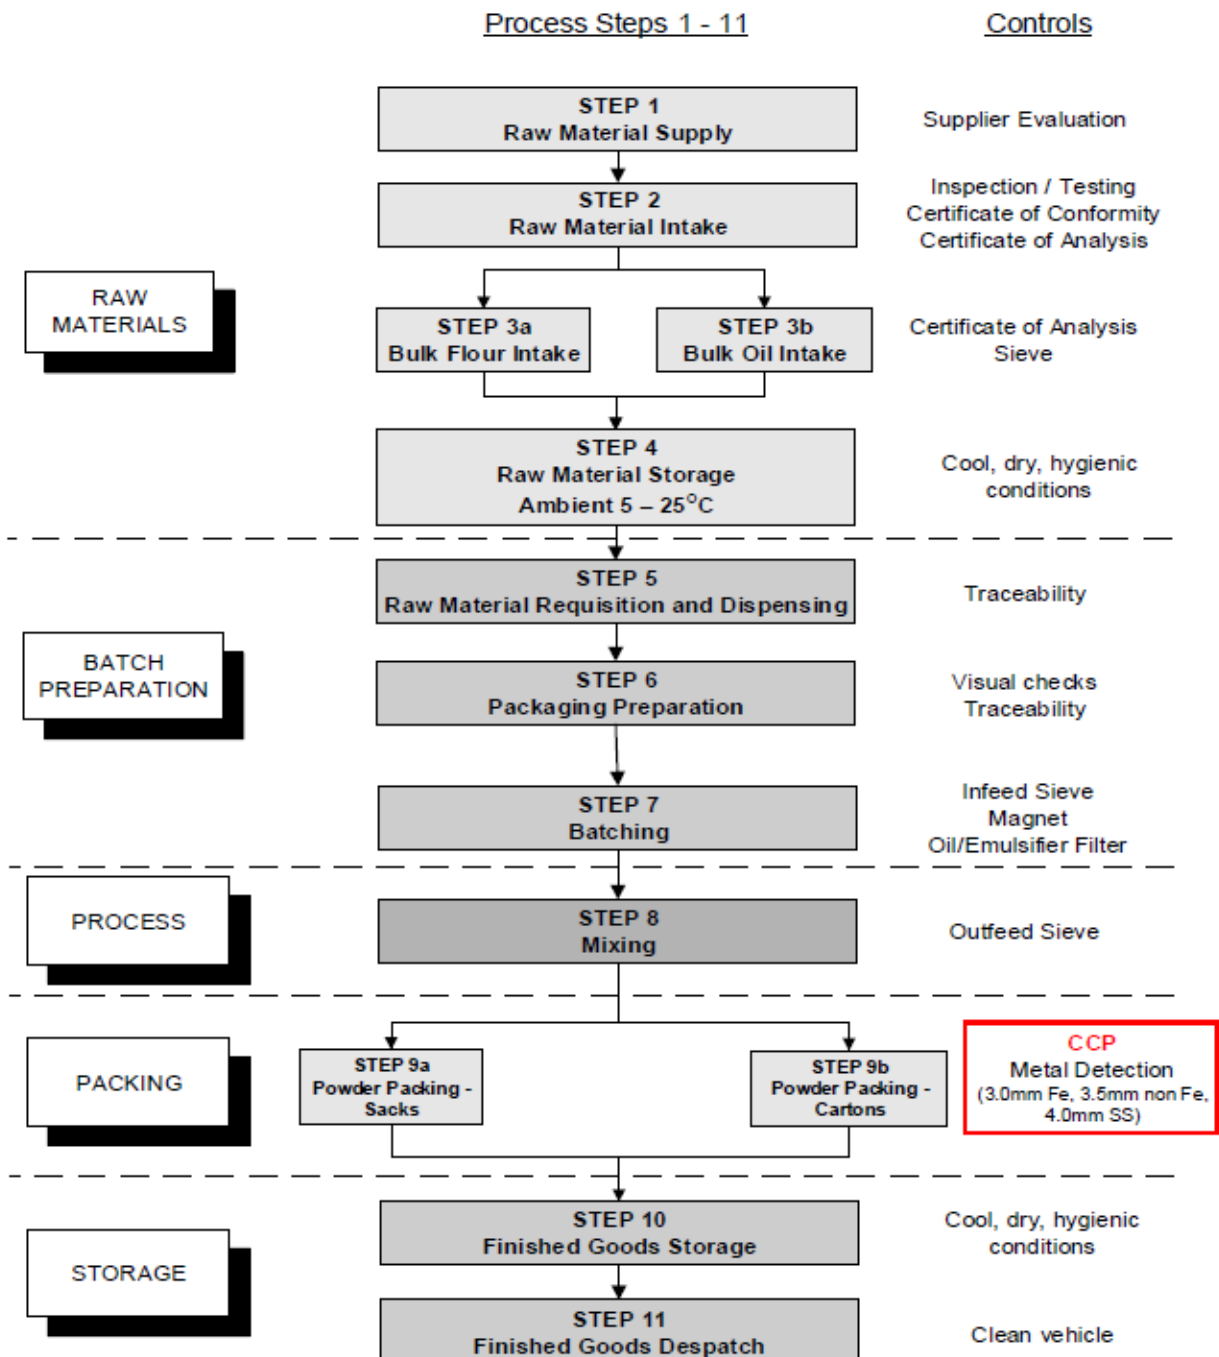 Process Steps 1 - 11
Controls
STEP 1
Raw Material Supply
Supplier Evaluation
STEP 2
Raw Material Intake
Inspection / Testing
Certificate of Conformity
Certificate of Analysis
RAW
MATERIALS
STEP 3a
Bulk Flour Intake
STEP 3b
Bulk Oil Intake
Certificate of Analysis
Sieve
STEP 4
Raw Material Storage
Ambient 5 – 25°C
Cool, dry, hygienic
conditions
STEP 5
Raw Material Requisition and Dispensing
Traceability
BATCH
PREPARATION
STEP 6
Packaging Preparation
Visual checks
Traceability
STEP 7
Batching
Infeed Sieve
Magnet
Oil/Emulsifier Filter
PROCESS
STEP 8
Mixing
Outfeed Sieve
PACKING
STEP 9a
Powder Packing -
Sacks
STEP 9b
Powder Packing -
Cartons
CCP
Metal Detection
(3.0mm Fe, 3.5mm non Fe,
4.0mm SS)
STORAGE
STEP 10
Finished Goods Storage
Cool, dry, hygienic
conditions
STEP 11
Finished Goods Despatch
Clean vehicle